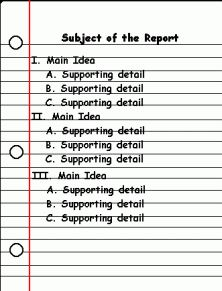 Subject of the Report
I. Main Idea
A. Supporting detail
B. Supporting detail
C. Supporting detail
II. Main Idea
A. Supporting detail
B. Supporting detail
C. Supporting detail
III. Main Idea
A. Supporting detail
B. Supporting detail
C. Supporting detail